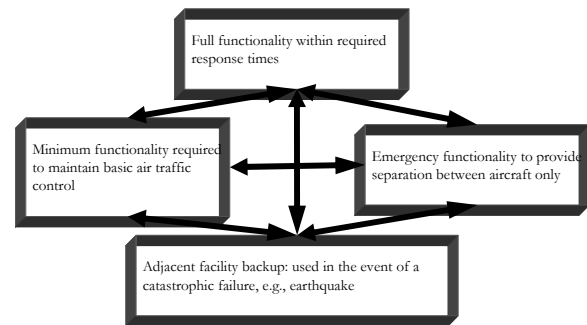 Full functionality within required
response times
Minimum functionality required
to maintain basic air traffic
control
Emergency functionality to provide
separation between aircraft only
Adjacent facility backup: used in the event of a
catastrophic failure, e.g., earthquake